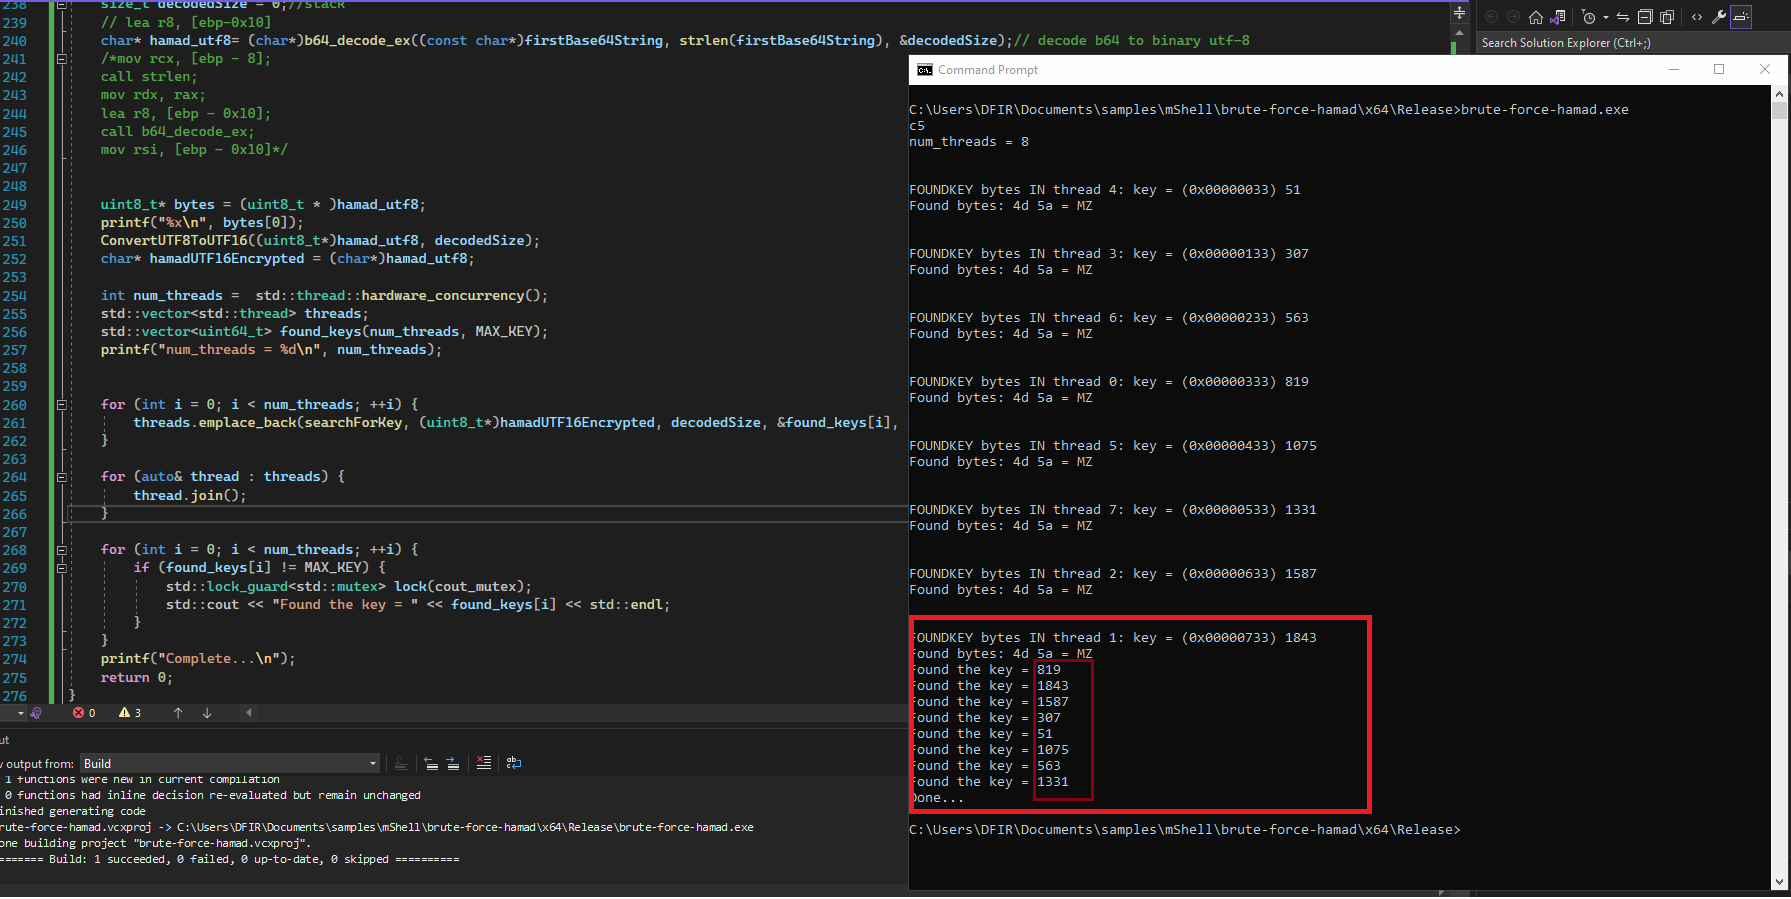 238 size_t decodedSize = 0;//stack
239 // lea r8, [ebp-0x10]
240 char* hamad_utf8= (char*)b64_decode_ex((const char*)firstBase64String, strlen(firstBase64String), &decodedSize);// decode b64 to binary utf-8
241 /*mov rcx, [ebp - 8];
242 call strlen;
243 mov rdx, rax;
244 lea r8, [ebp - 0x10];
245 call b64_decode_ex;
246 mov rsi, [ebp - 0x10]*/
247
248
249 uint8_t* bytes = (uint8_t * )hamad_utf8;
250 printf("%x\n", bytes[0]);
251 ConvertUTF8ToUTF16((uint8_t*)hamad_utf8, decodedSize);
252 char* hamadUTF16Encrypted = (char*)hamad_utf8;
253
254 int num_threads =  std::thread::hardware_concurrency();
255 std::vector<std::thread> threads;
256 std::vector<uint64_t> found_keys(num_threads, MAX_KEY);
257 printf("num_threads = %d\n", num_threads);
258
259
260 for (int i = 0; i < num_threads; ++i) {
261 threads.emplace_back(searchForKey, (uint8_t*)hamadUTF16Encrypted, decodedSize, &found_keys[i],
262 }
263
264 for (auto& thread : threads) {
265 thread.join();
266 }
267
268 for (int i = 0; i < num_threads; ++i) {
269 if (found_keys[i] != MAX_KEY) {
270 std::lock_guard<std::mutex> lock(cout_mutex);
271 std::cout << "Found the key = " << found_keys[i] << std::endl;
272 }
273 }
274 printf("Complete...\n");
275 return 0;
276 }
0 3
ut
v output from: Build
1 functions were new in current compilation
0 functions had inline decision re-evaluated but remain unchanged
inished generating code
rute-force-hamad.vcxproj -> C:\Users\DFIR\Documents\samples\mShell\brute-force-hamad\x64\Release\brute-force-hamad.exe
one building project "brute-force-hamad.vcxproj".
======= Build: 1 succeeded, 0 failed, 0 up-to-date, 0 skipped ==========
Search Solution Explorer (Ctrl+;)
Command Prompt
C:\Users\DFIR\Documents\samples\mShell\brute-force-hamad\x64\Release>brute-force-hamad.exe
c5
num_threads = 8
FOUNDKEY bytes IN thread 4: key = (0x00000033) 51
Found bytes: 4d 5a = MZ
FOUNDKEY bytes IN thread 3: key = (0x00000133) 307
Found bytes: 4d 5a = MZ
FOUNDKEY bytes IN thread 6: key = (0x00000233) 563
Found bytes: 4d 5a = MZ
FOUNDKEY bytes IN thread 0: key = (0x00000333) 819
Found bytes: 4d 5a = MZ
FOUNDKEY bytes IN thread 5: key = (0x00000433) 1075
Found bytes: 4d 5a = MZ
FOUNDKEY bytes IN thread 7: key = (0x00000533) 1331
Found bytes: 4d 5a = MZ
FOUNDKEY bytes IN thread 2: key = (0x00000633) 1587
Found bytes: 4d 5a = MZ
FOUNDKEY bytes IN thread 1: key = (0x00000733) 1843
Found bytes: 4d 5a = MZ
Found the key = 819
Found the key = 1843
Found the key = 1587
Found the key = 307
Found the key = 51
Found the key = 1075
Found the key = 563
Found the key = 1331
Done...
C:\Users\DFIR\Documents\samples\mShell\brute-force-hamad\x64\Release>